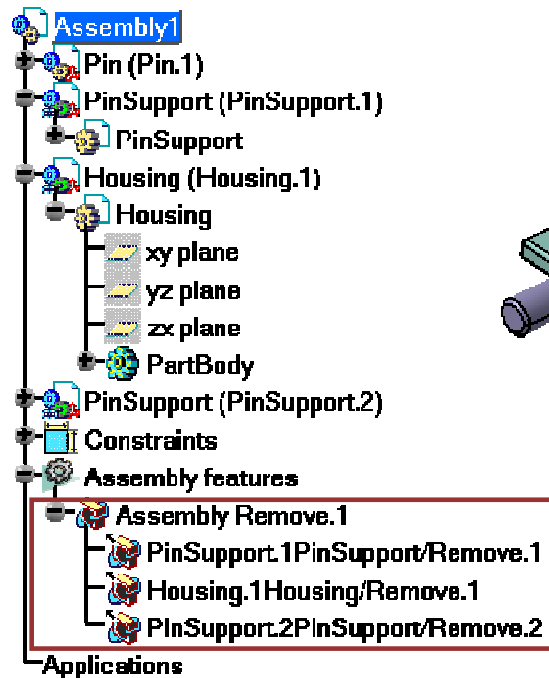 Assembly1
Pin (Pin.1)
PinSupport (PinSupport.1)
PinSupport
Housing (Housing.1)
Housing
xy plane
yz plane
zx plane
PartBody
PinSupport (PinSupport.2)
Constraints
Assembly features
Assembly Remove.1
PinSupport.1PinSupport/Remove.1
Housing.1Housing/Remove.1
PinSupport.2PinSupport/Remove.2
Applications